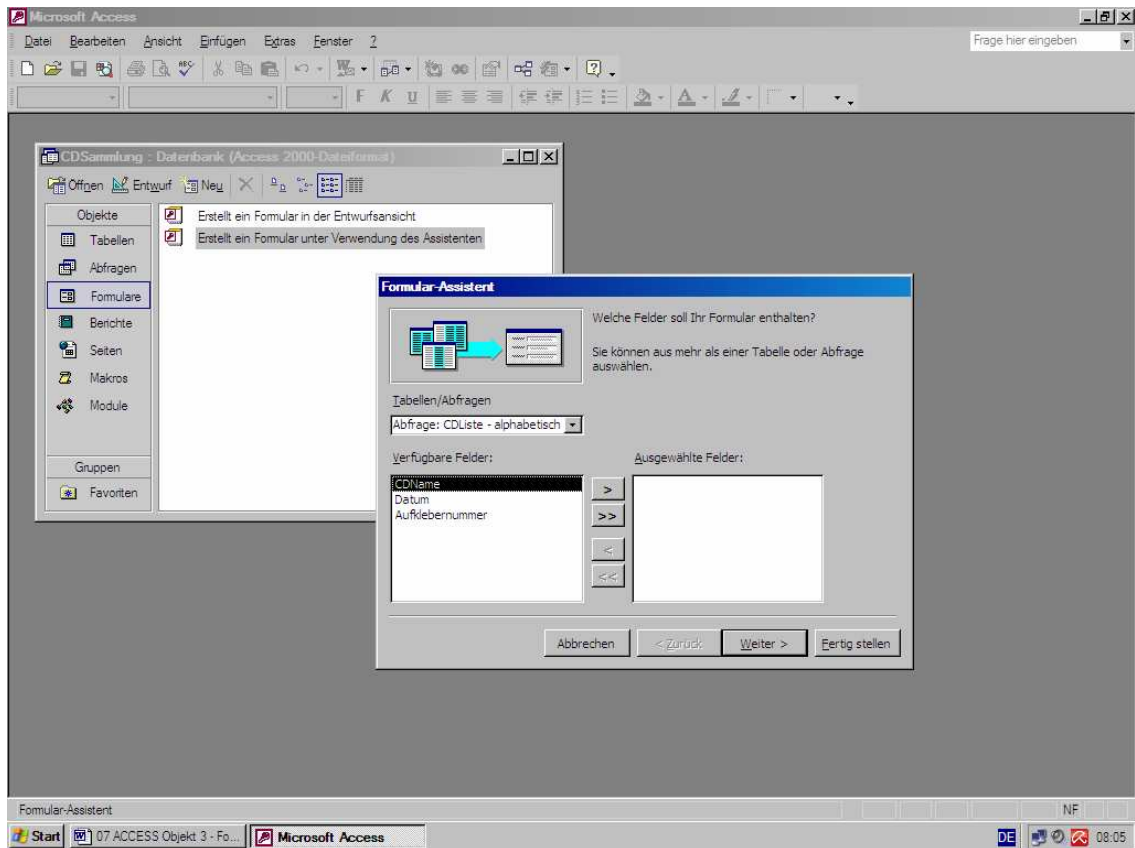 Microsoft Access
Datei Bearbeiten Ansicht Einfügen Extras Fenster ?
Frage hier eingeben
F K U
CDSammlung : Datenbank (Access 2000-Dateiformat)
Öffnen Entwurf Neu
Objekte
Tabellen
Abfragen
Formulare
Berichte
Seiten
Makros
Module
Gruppen
Favoriten
Erstellt ein Formular in der Entwurfsansicht
Erstellt ein Formular unter Verwendung des Assistenten
Formular-Assistent
Welche Felder soll Ihr Formular enthalten?
Sie können aus mehr als einer Tabelle oder Abfrage
auswählen.
Tabellen/Abfragen
Abfrage: CDListe - alphabetisch
Verfügbare Felder:
Ausgewählte Felder:
CDName
Datum
Aufklebernummer
>
>>
<
<<
Abbrechen
< Zurück
Weiter >
Fertig stellen
Formular-Assistent
NF
Start
07 ACCESS Objekt 3 - Fo...
Microsoft Access
DE
08:05